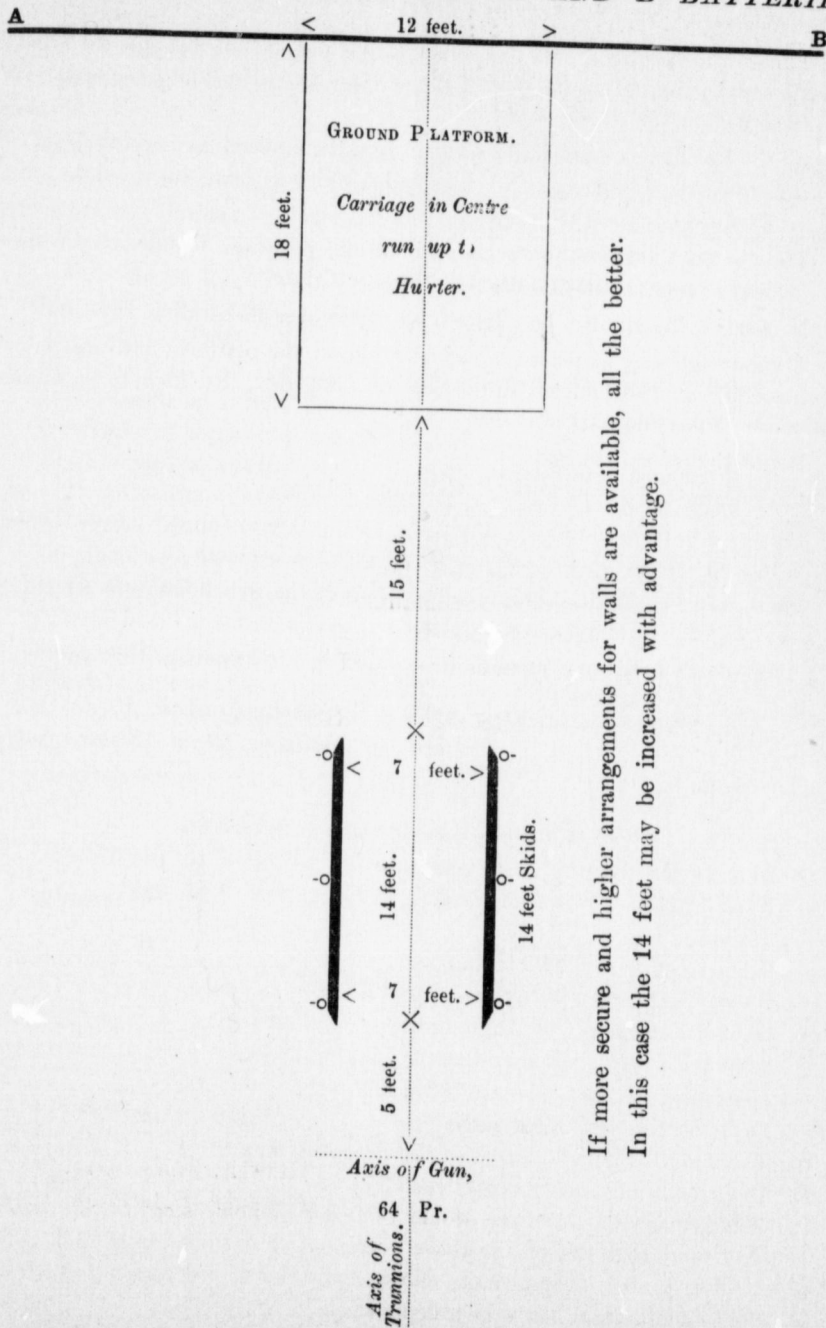 A
B
12 feet.
GROUND PLATFORM.
Carriage in Centre
run up
Hurter.
18 feet.
15 feet.
7 feet.
14 feet.
14 feet Skids.
7 feet.
5 feet.
Axis of Gun,
64 Pr.
Axis of
Trunnions.
If more secure and higher arrangements for walls are available, all the better.
In this case the 14 feet may be increased with advantage.